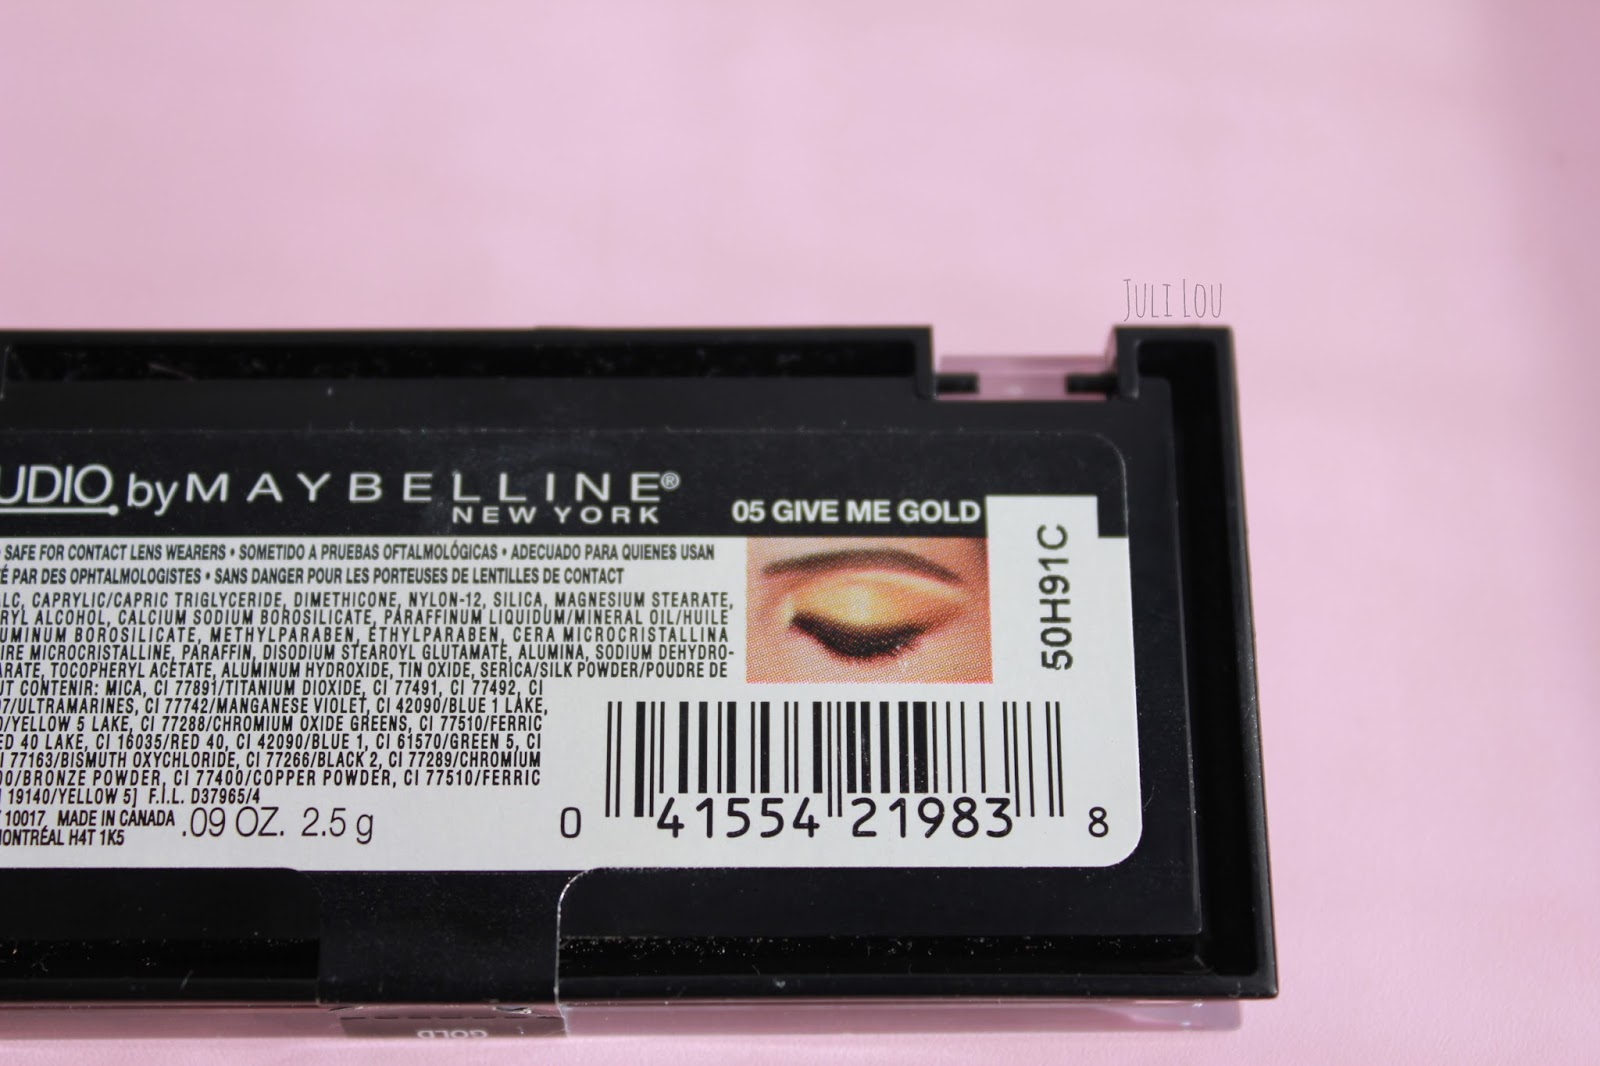 JULI LOU
UDIO by MAYBELLINE®
NEW YORK
05 GIVE ME GOLD
50H91C
SAFE FOR CONTACT LENS WEARERS • SOMETIDO A PRUEBAS OFTALMOLÓGICAS • ADECUADO PARA QUIENES USAN
É PAR DES OPHTALMOLOGISTES • SANS DANGER POUR LES PORTEUSES DE LENTILLES DE CONTACT
ALC, CAPRYLIC/CAPRIC TRIGLYCERIDE, DIMETHICONE, NYLON-12, SILICA, MAGNESIUM STEARATE,
RYL ALCOHOL, CALCIUM SODIUM BOROSILICATE, PARAFFINUM LIQUIDUM/MINERAL OIL/HUILE
UMINUM BOROSILICATE, METHYLPARABEN, ETHYLPARABEN, CERA MICROCRISTALLINA
IRE MICROCRISTALLINE, PARAFFIN, DISODIUM STEAROYL GLUTAMATE, ALUMINA, SODIUM DEHYDRO-
ARATE, TOCOPHERYL ACETATE, ALUMINUM HYDROXIDE, TIN OXIDE, SERICA/SILK POWDER/POUDRE DE
UT CONTENIR: MICA, CI 77891/TITANIUM DIOXIDE, CI 77491, CI 77492, CI
7/ULTRAMARINES, CI 77742/MANGANESE VIOLET, CI 42090/BLUE 1 LAKE,
0/YELLOW 5 LAKE, CI 77288/CHROMIUM OXIDE GREENS, CI 77510/FERRIC
ED 40 LAKE, CI 16035/RED 40, CI 42090/BLUE 1, CI 61570/GREEN 5, CI
I 77163/BISMUTH OXYCHLORIDE, CI 77266/BLACK 2, CI 77289/CHROMIUM
00/BRONZE POWDER, CI 77400/COPPER POWDER, CI 77510/FERRIC
I 19140/YELLOW 5] F.I.L. D37965/4
10017, MADE IN CANADA
MONTRÉAL H4T 1K5
.09 OZ. 2.5 g
0 41554 21983 8
GOLD